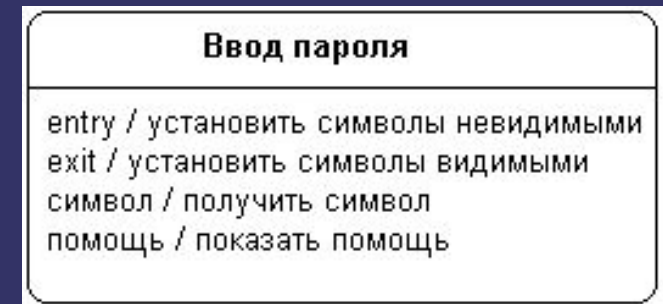 Ввод пароля
entry / установить символы невидимыми
exit / установить символы видимыми
символ / получить символ
помощь / показать помощь